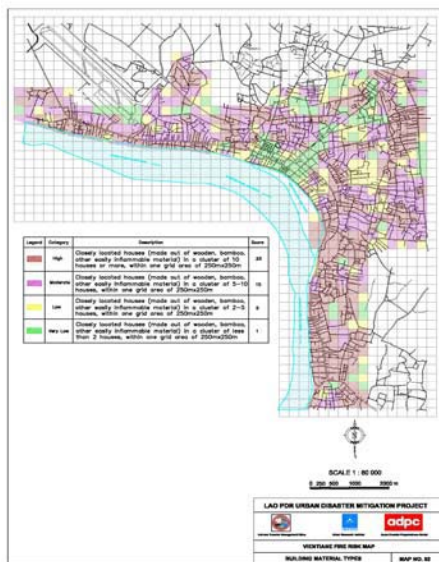 Legend Category Description Score
High
Closely located houses (made out of wooden, bamboo,
other easily inflammable material) in a cluster of 10
houses or more, within one grid area of 250mx250m
Moderate
Closely located houses (made out of wooden, bamboo,
other easily inflammable material) in a cluster of 5-10
houses, within one grid area of 250mx250m
Low
Closely located houses (made out of wooden, bamboo,
other easily inflammable material) in a cluster of 2-5
houses, within one grid area of 250mx250m
Very Low
Closely located houses (made out of wooden, bamboo,
other easily inflammable material) in a cluster of less
than 2 houses, within one grid area of 250mx250m
1
SCALE 1 : 60 000
LAO PDR URBAN DISASTER MITIGATION PROJECT
adpc
VIENTIANE FIRE RISK MAP
BUILDING MATERIAL TYPES
MAP NO.